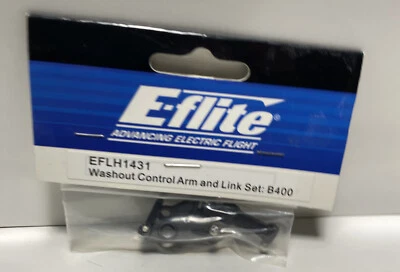 E-flite®
ADVANCING ELECTRIC FLIGHT
EFLH1431
Washout Control Arm and Link Set: B400